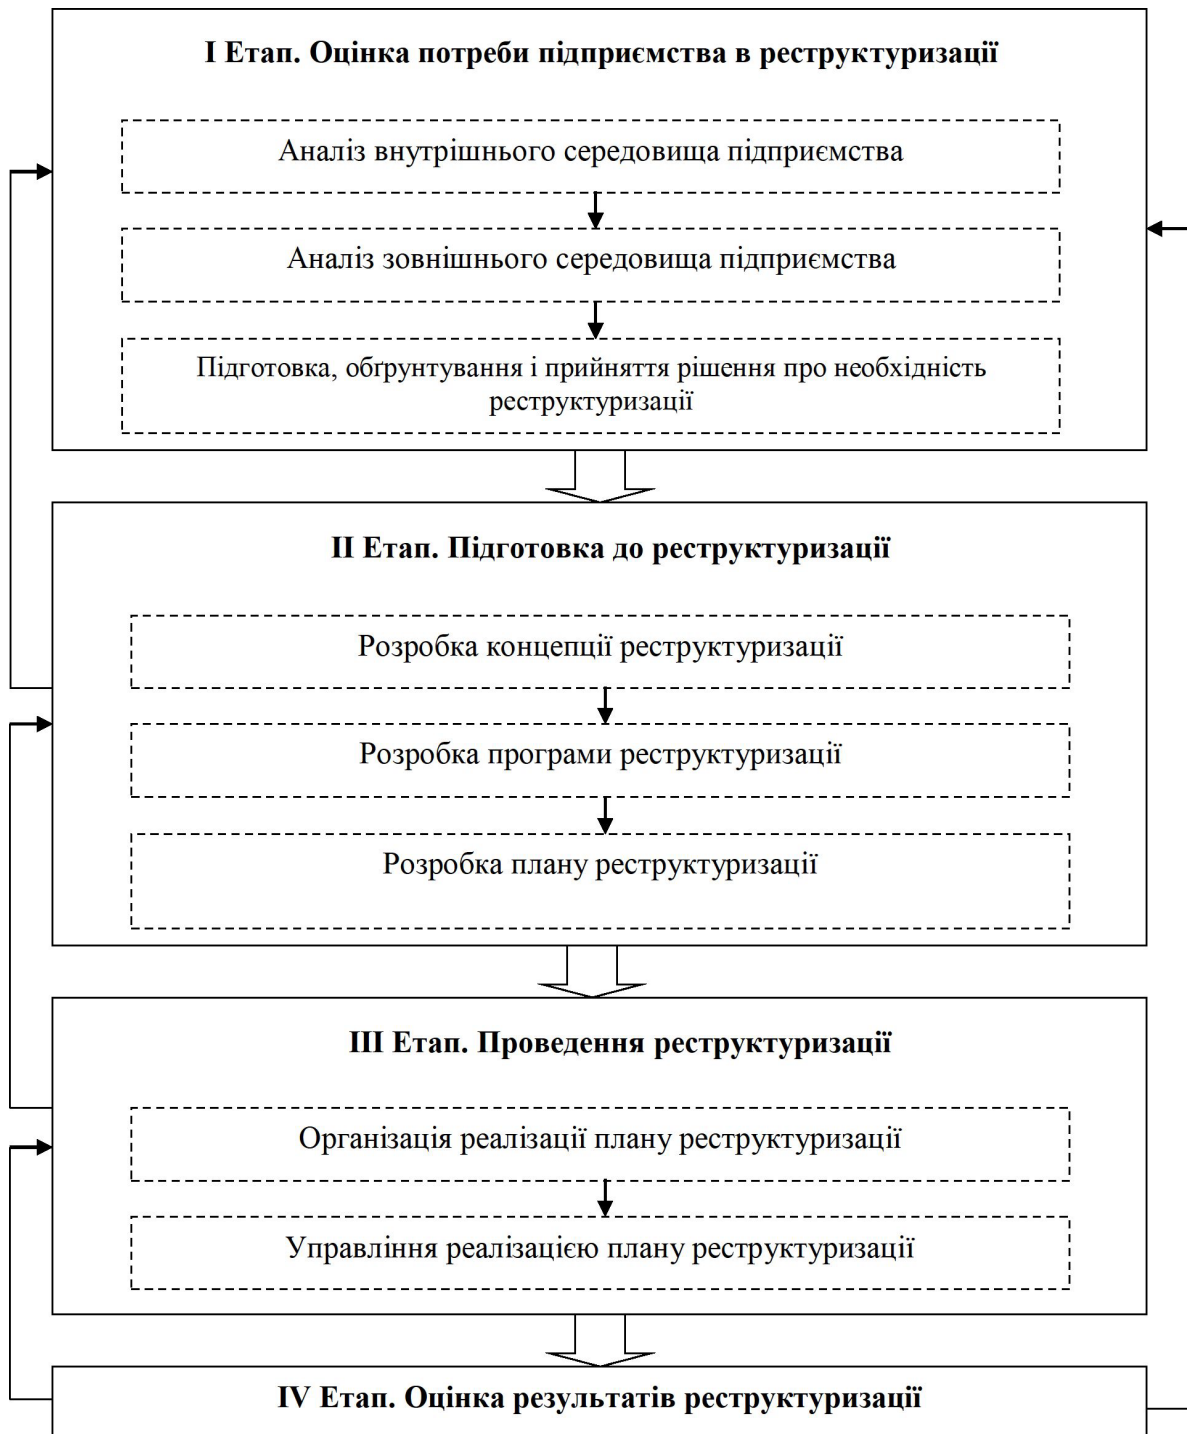 I Етап. Оцінка потреби підприємства в реструктуризації
Аналіз внутрішнього середовища підприємства
Аналіз зовнішнього середовища підприємства
Підготовка, обґрунтування і прийняття рішення про необхідність
реструктуризації
II Етап. Підготовка до реструктуризації
Розробка концепції реструктуризації
Розробка програми реструктуризації
Розробка плану реструктуризації
III Етап. Проведення реструктуризації
Організація реалізації плану реструктуризації
Управління реалізацією плану реструктуризації
IV Етап. Оцінка результатів реструктуризації